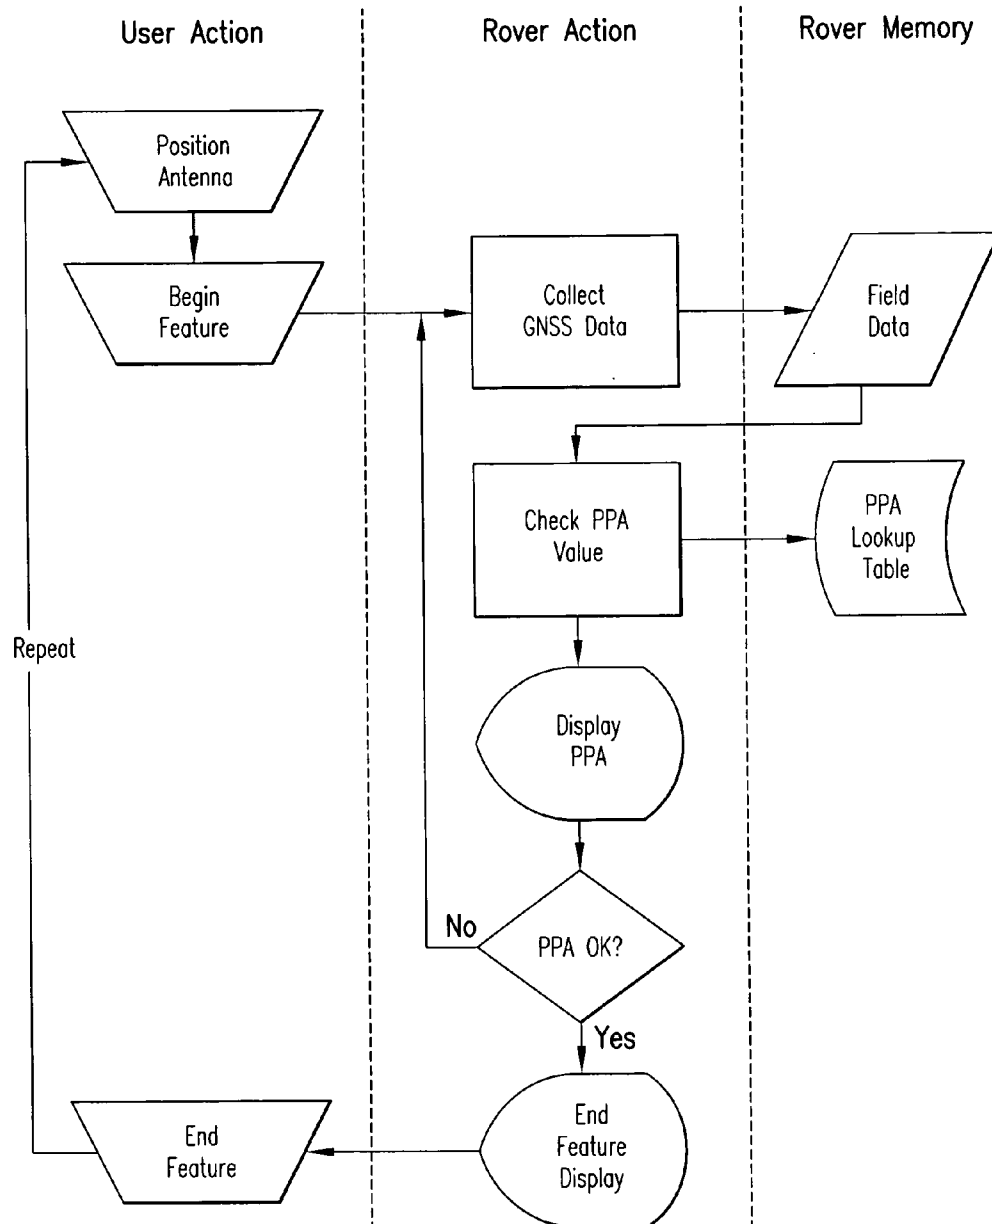 User Action
Rover Action
Rover Memory
Position
Antenna
Begin
Feature
Collect
GNSS Data
Field
Data
Check PPA
Value
PPA
Lookup
Table
Repeat
Display
PPA
No
PPA OK?
Yes
End
Feature
End
Feature
Display